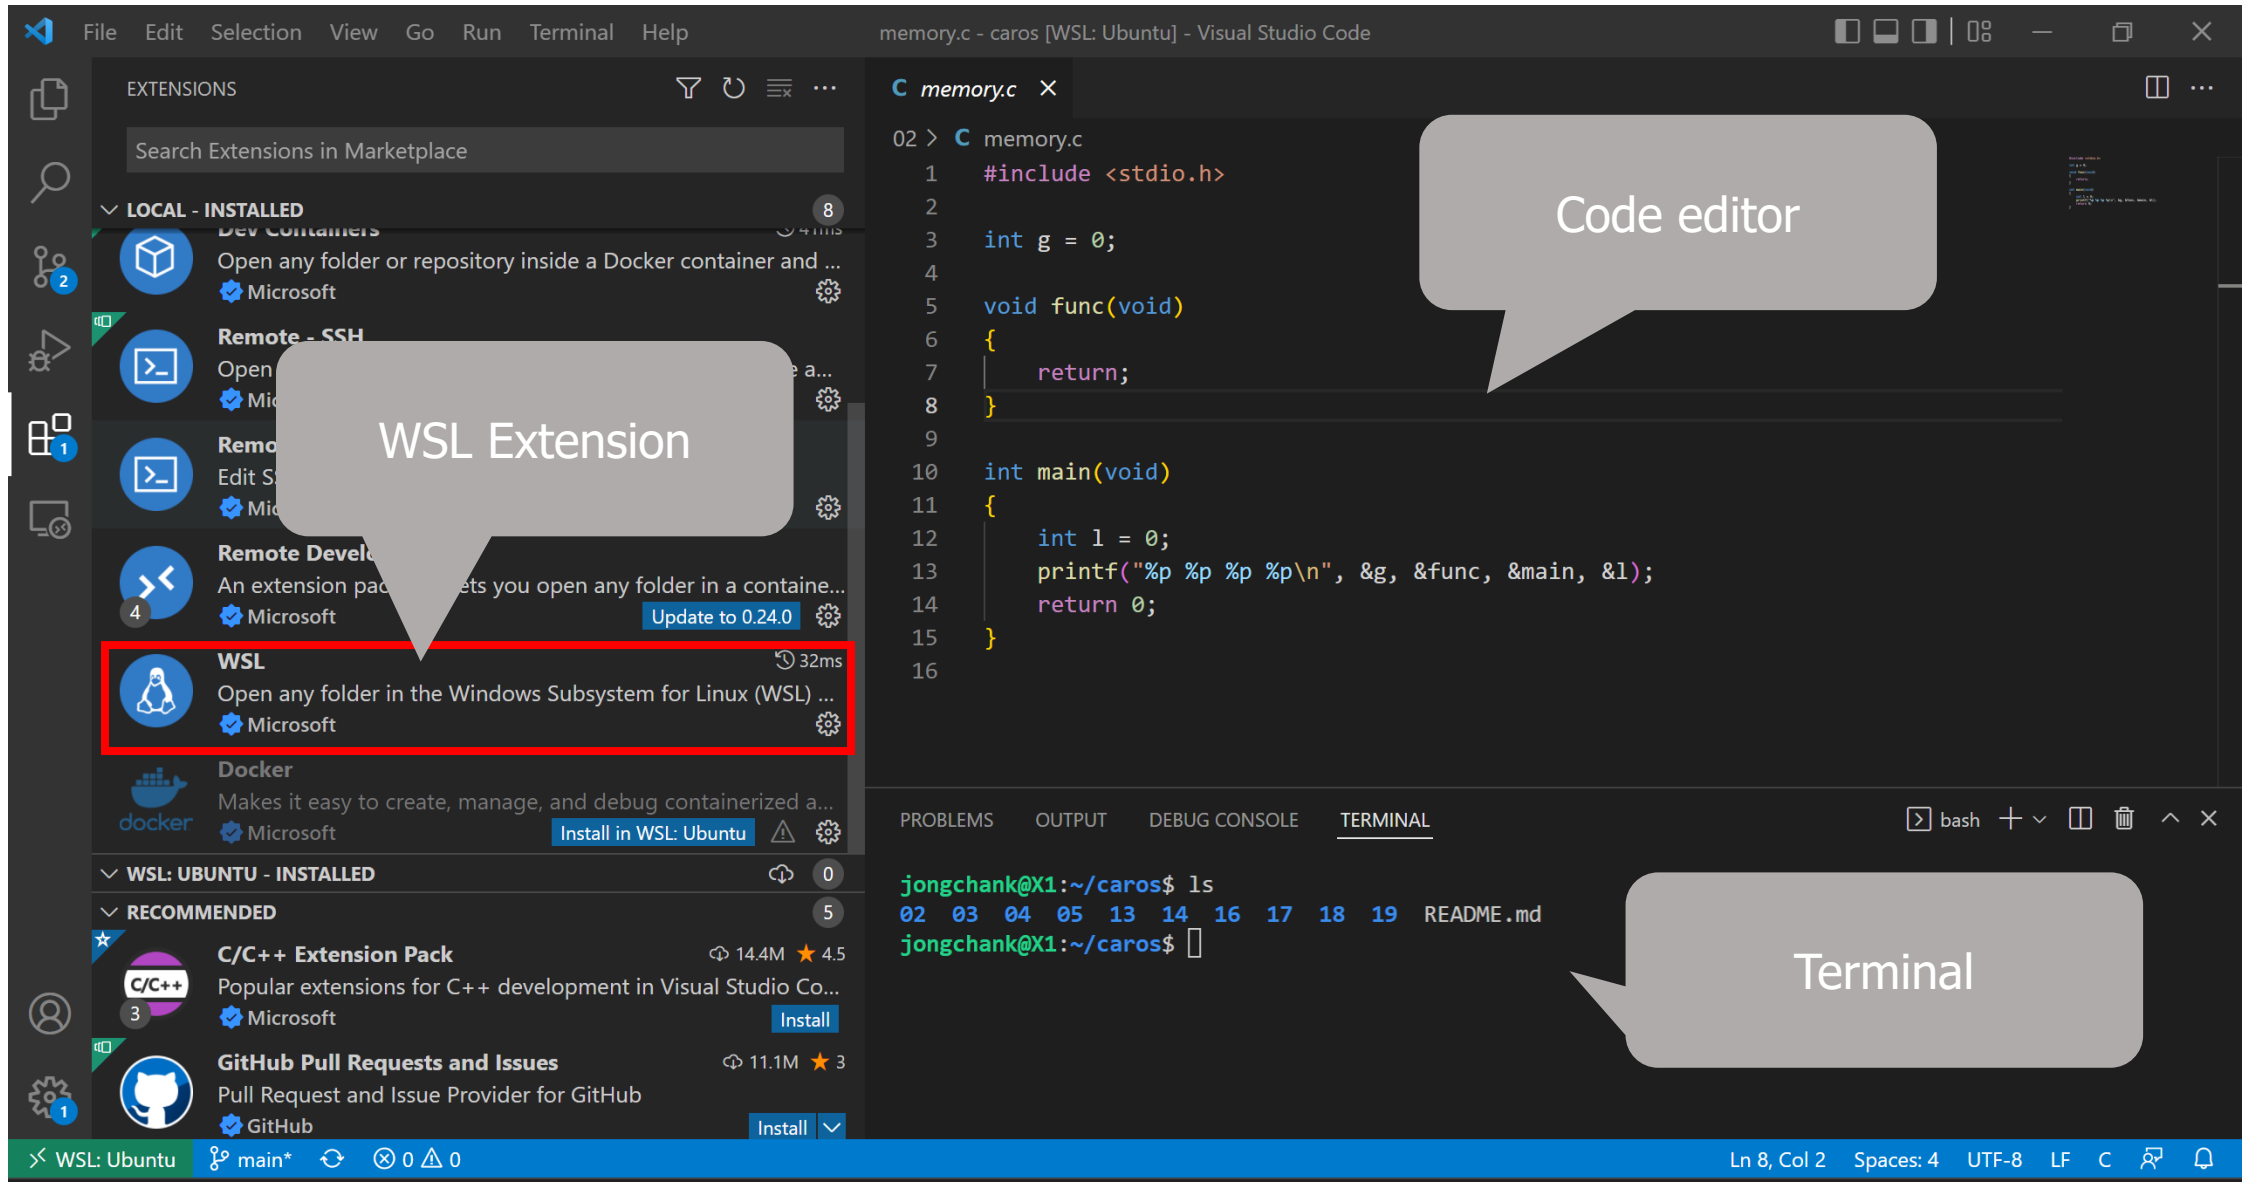 File Edit Selection View Go Run Terminal Help
memory.c - caros [WSL: Ubuntu] - Visual Studio Code
EXTENSIONS
Search Extensions in Marketplace
LOCAL - INSTALLED 8
Dev Containers 41ms
Open any folder or repository inside a Docker container and ...
Microsoft
Remote - SSH
Open a...
Remo
Edit S
Remote Devel
An extension pac ets you open any folder in a containe...
4
Microsoft Update to 0.24.0
WSL 32ms
Open any folder in the Windows Subsystem for Linux (WSL) ...
Microsoft
Docker
Makes it easy to create, manage, and debug containerized a...
docker
Microsoft Install in WSL: Ubuntu
WSL: UBUNTU - INSTALLED 0
RECOMMENDED 5
C/C++ Extension Pack 14.4M 4.5
C/C++
Popular extensions for C++ development in Visual Studio Co...
3
Microsoft Install
GitHub Pull Requests and Issues 11.1M 3
Pull Request and Issue Provider for GitHub
GitHub Install
2
1
1
WSL Extension
C memory.c
02 > C memory.c
1 #include <stdio.h>
2
3 int g = 0;
4
5 void func(void)
6 {
7 return;
8 }
9
10 int main(void)
11 {
12 int l = 0;
13 printf("%p %p %p %p\n", &g, &func, &main, &l);
14 return 0;
15 }
16
Code editor
PROBLEMS OUTPUT DEBUG CONSOLE TERMINAL
bash
jongchank@X1:~/caros$ ls
02 03 04 05 13 14 16 17 18 19 README.md
jongchank@X1:~/caros$
Terminal
WSL: Ubuntu main* 0 0
Ln 8, Col 2 Spaces: 4 UTF-8 LF C